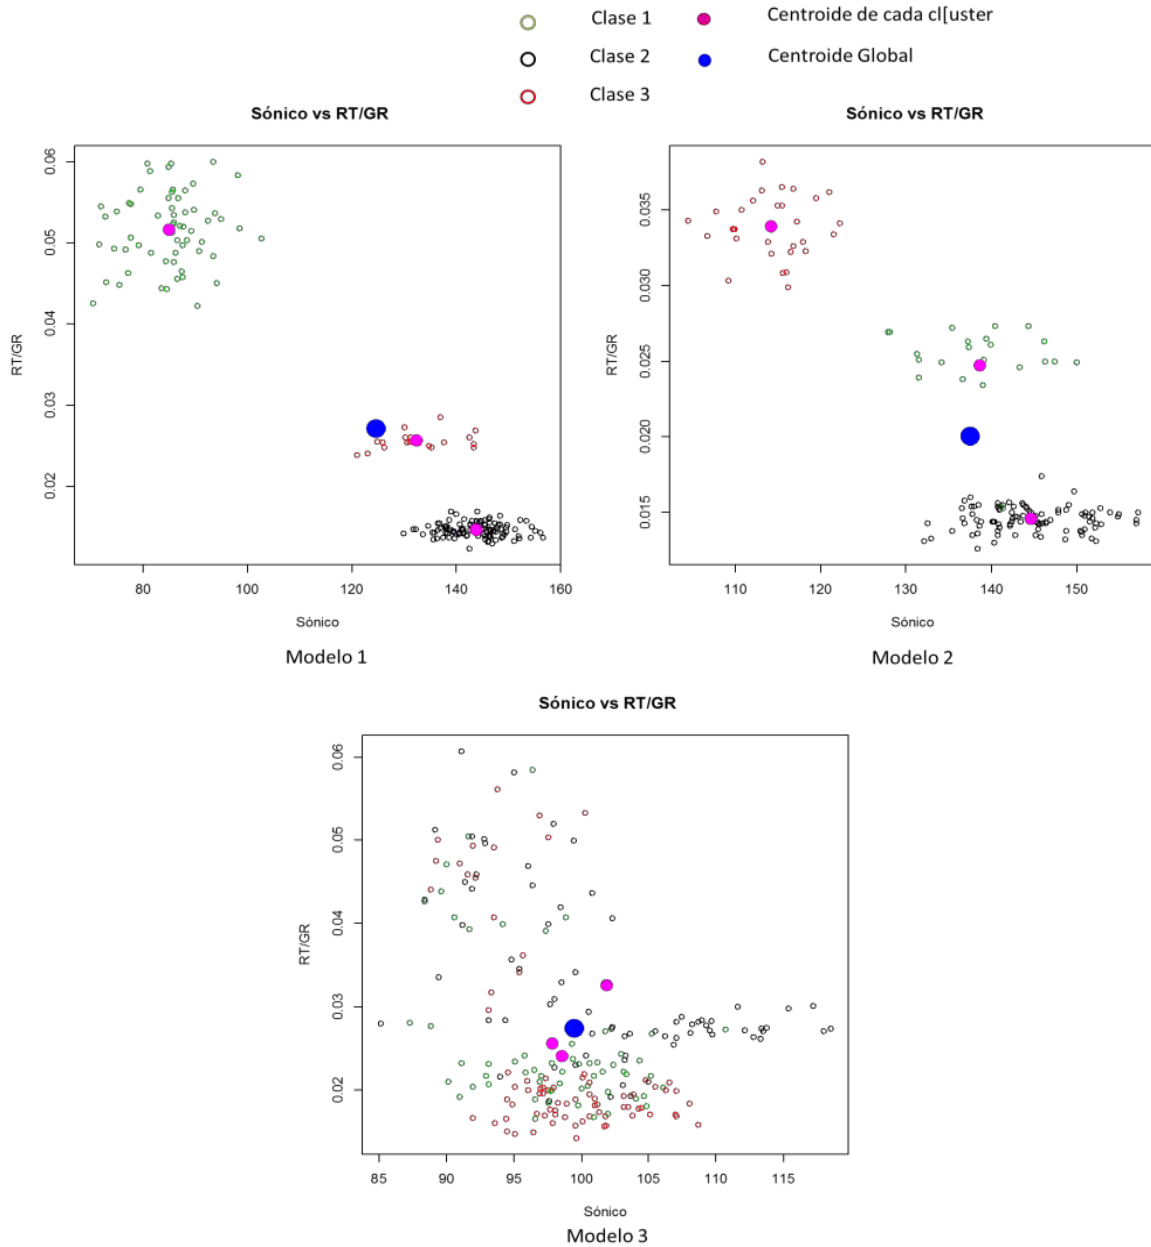 Clase 1 Centroide de cada cl[uster
Clase 2 Centroide Global
Clase 3
Sónico vs RT/GR
0.06
0.05
0.04
0.03
0.02
RT/GR
80 100 120 140 160
Sónico
Modelo 1
Sónico vs RT/GR
0.035
0.030
0.025
0.020
0.015
RT/GR
110 120 130 140 150
Sónico
Modelo 2
Sónico vs RT/GR
0.06
0.05
0.04
0.03
0.02
RT/GR
85 90 95 100 105 110 115
Sónico
Modelo 3